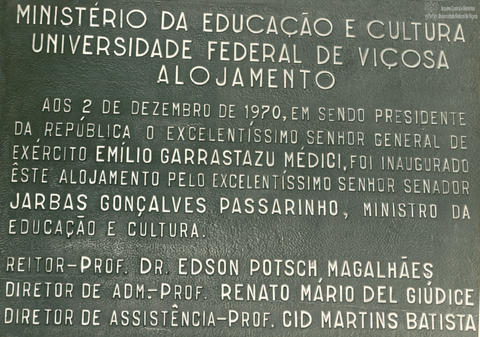 MINISTÉRIO DA EDUCAÇÃO E CULTURA
UNIVERSIDADE FEDERAL DE VIÇOSA
ALOJAMENTO
AOS 2 DE DEZEMBRO DE 1970, EM SENDO PRESIDENTE
DA REPÚBLICA O EXCELENTÍSSIMO SENHOR GENERAL DE
EXÉRCITO EMÍLIO GARRASTAZU MÉDICI, FOI INAUGURADO
ÊSTE ALOJAMENTO PELO EXCELENTÍSSIMO SENHOR SENADOR
JARBAS GONÇALVES PASSARINHO, MINISTRO DA
EDUCAÇÃO E CULTURA.
REITOR-PROF. DR. EDSON POTSCH MAGALHÃES
DIRETOR DE ADM.-PROF. RENATO MÁRIO DEL GIÚDICE
DIRETOR DE ASSISTÊNCIA-PROF. CID MARTINS BATISTA